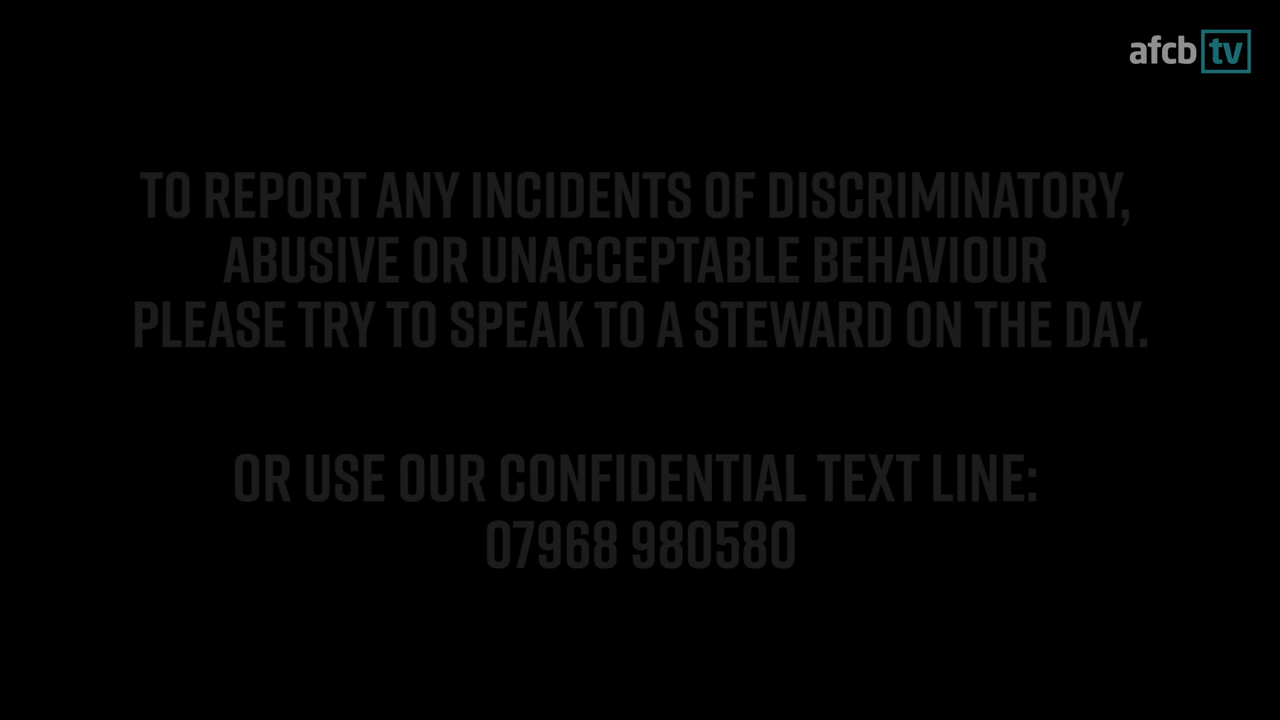 afcb tv
TO REPORT ANY INCIDENTS OF DISCRIMINATORY,
ABUSIVE OR UNACCEPTABLE BEHAVIOUR
PLEASE TRY TO SPEAK TO A STEWARD ON THE DAY.
OR USE OUR CONFIDENTIAL TEXT LINE:
07968 980580